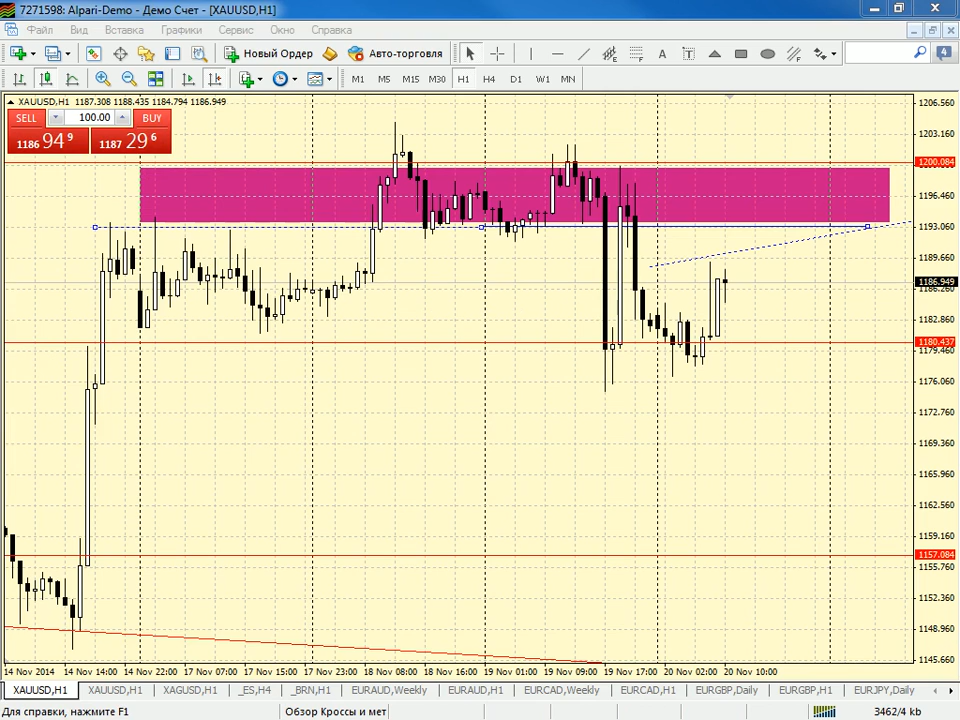 7271598: Alpari-Demo - Демо Счет - [XAUUSD,H1]
Файл Вид Вставка Графики Сервис Окно Справка
Новый Ордер Авто-торговля
4
M1 M5 M15 M30 H1 H4 D1 W1 MN
XAUUSD,H1 1187.308 1188.435 1184.794 1186.949
SELL 100.00 BUY
1186 94 9 1187 29 6
1206.560
1203.160
1200.084
1196.460
1193.060
1189.660
1186.949
1186.260
1182.860
1180.437
1179.460
1176.060
1172.760
1169.360
1165.960
1162.560
1159.160
1157.084
1155.760
1152.360
1148.960
1145.660
14 Nov 2014 14 Nov 14:00 14 Nov 22:00 17 Nov 07:00 17 Nov 15:00 17 Nov 23:00 18 Nov 08:00 18 Nov 16:00 19 Nov 01:00 19 Nov 09:00 19 Nov 17:00 20 Nov 02:00 20 Nov 10:00
XAUUSD,H1 XAUUSD,H1 XAGUSD,H1 _ES,H4 _BRN,H1 EURAUD,Weekly EURAUD,H1 EURCAD,Weekly EURCAD,H1 EURGBP,Daily EURGBP,H1 EURJPY,Daily
Для справки, нажмите F1 Обзор Кроссы и мет 3462/4 kb